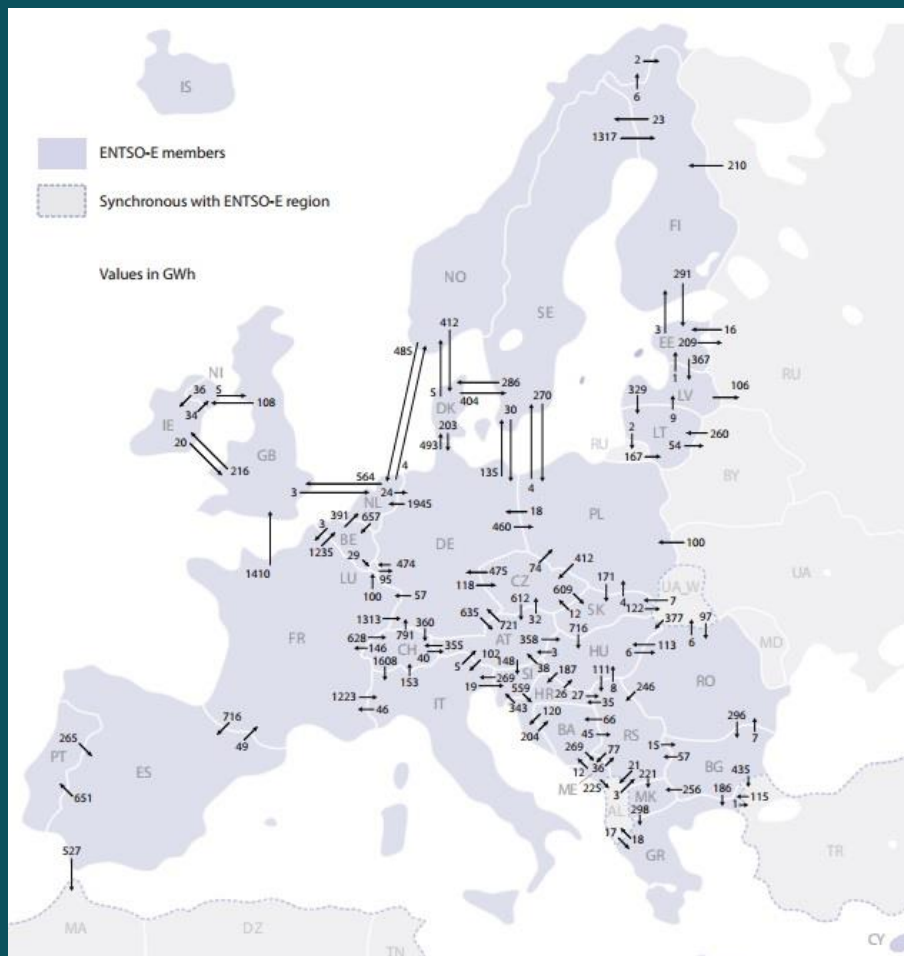 2
6
IS
23
1317
ENTSO-E members
210
Synchronous with ENTSO-E region
FI
Values in GWh
NO
291
SE
412
3
16
EE
209
485
367
NI
1
RU
36
5
286
329
106
108
5
404
270
LV
34
DK
30
9
IE
203
2
LT
260
20
RU
54
GB
493
167
216
BY
564
4
135
3
24
4
1945
NL
391
657
18
PL
3
BE
460
DE
1235
100
29
474
74
412
UA
1410
LU
95
475
CZ
171
UA_W
100
57
118
609
SK
4
7
612
122
12
377
97
1313
360
635
721
32
716
6
MD
FR
791
AT
358
113
628
146
CH
355
102
3
HU
6
1608
40
5
148
38
111
RO
153
269
SI
187
8
19
559
HR
26
27
246
1223
IT
35
46
343
120
716
BA
66
296
204
45
RS
7
265
49
269
77
15
57
PT
12
36
21
BG
435
ES
ME
225
221
186
115
3
MK
256
1
651
AL
298
527
17
18
TR
GR
MA
DZ
CY
TN